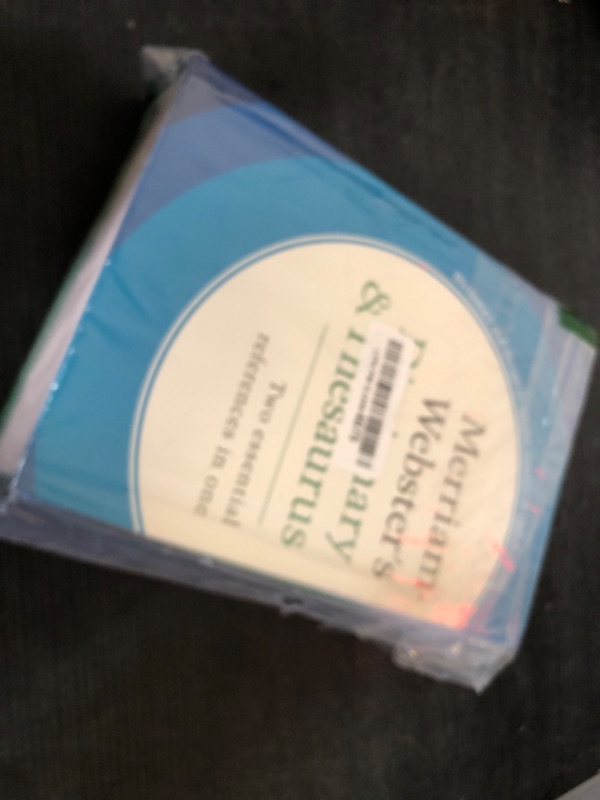 Merriam-
Webster's
& Thesaurus
Two essential
references in one